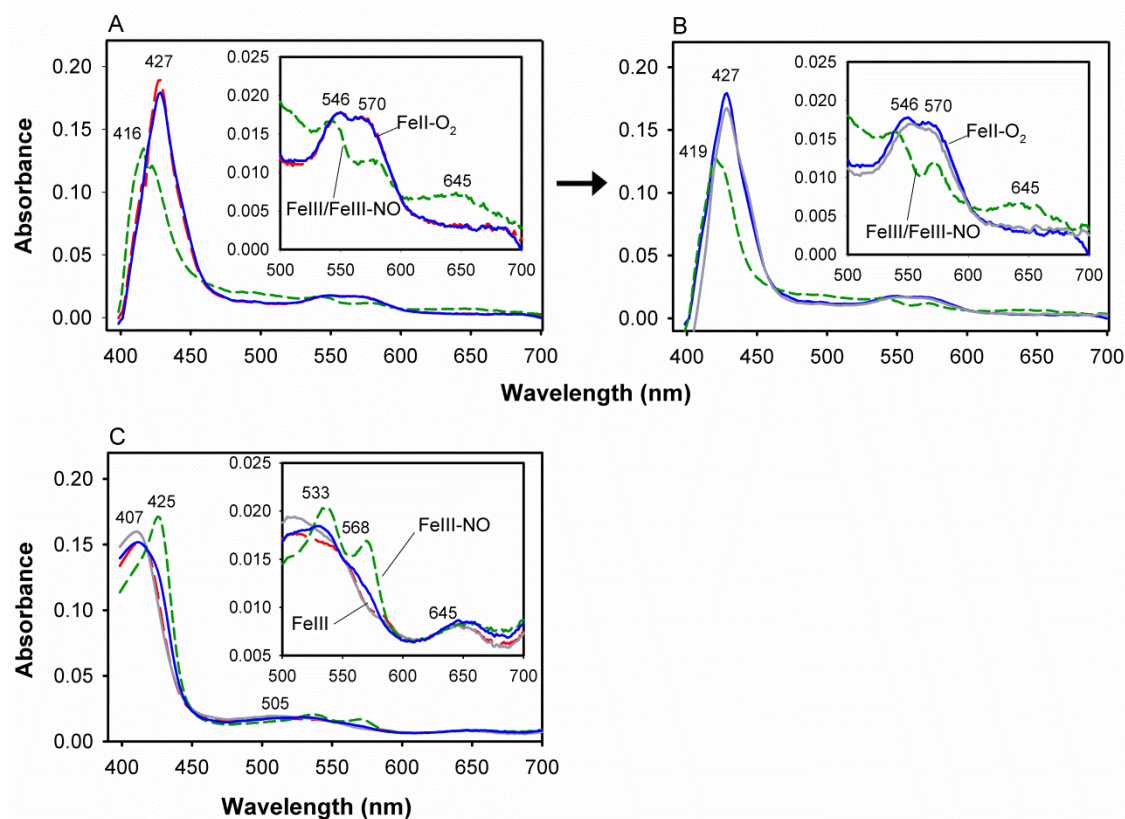 A
Absorbance
0.20
0.15
0.10
0.05
0.00
427
416
0.025
0.020
0.015
0.010
0.005
0.000
546 570
FeII-O₂
FeIII/FeIII-NO
645
500 550 600 650 700
400 450 500 550 600 650 700
B
0.20
0.15
0.10
0.05
0.00
427
419
0.025
0.020
0.015
0.010
0.005
0.000
546 570
FeII-O₂
645
FeIII/FeIII-NO
500 550 600 650 700
400 450 500 550 600 650 700
Wavelength (nm)
C
Absorbance
0.20
0.15
0.10
0.05
0.00
407 425
505
0.025
0.020
0.015
0.010
0.005
533
568
FeIII-NO
FeIII
645
500 550 600 650 700
400 450 500 550 600 650 700
Wavelength (nm)